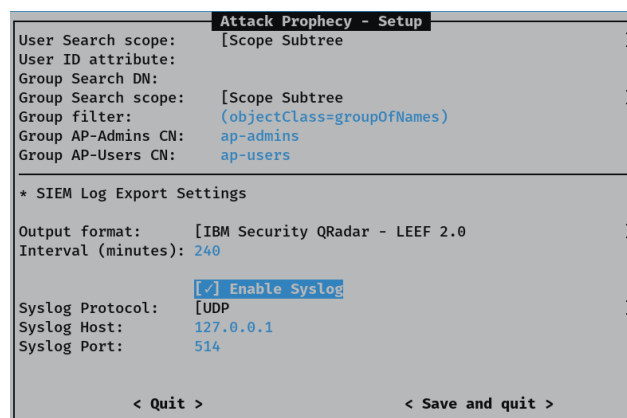 Attack Prophecy - Setup
User Search scope: [Scope Subtree ]
User ID attribute:
Group Search DN:
Group Search scope: [Scope Subtree ]
Group filter: (objectClass=groupOfNames)
Group AP-Admins CN: ap-admins
Group AP-Users CN: ap-users
* SIEM Log Export Settings
Output format: [IBM Security QRadar - LEEF 2.0 ]
Interval (minutes): 240
[✓] Enable Syslog
Syslog Protocol: [UDP ]
Syslog Host: 127.0.0.1
Syslog Port: 514
< Quit > < Save and quit >